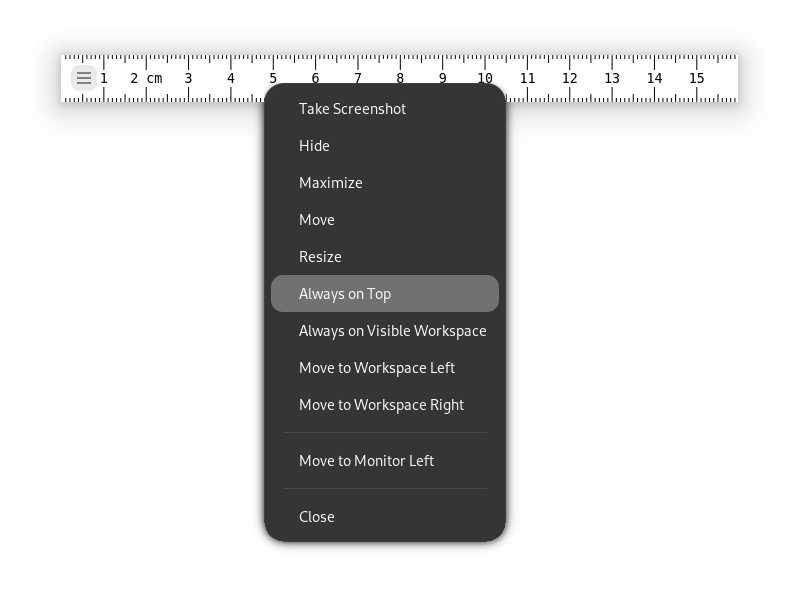 1 2 cm 3 4 5 6 7 8 9 10 11 12 13 14 15
Take Screenshot
Hide
Maximize
Move
Resize
Always on Top
Always on Visible Workspace
Move to Workspace Left
Move to Workspace Right
Move to Monitor Left
Close